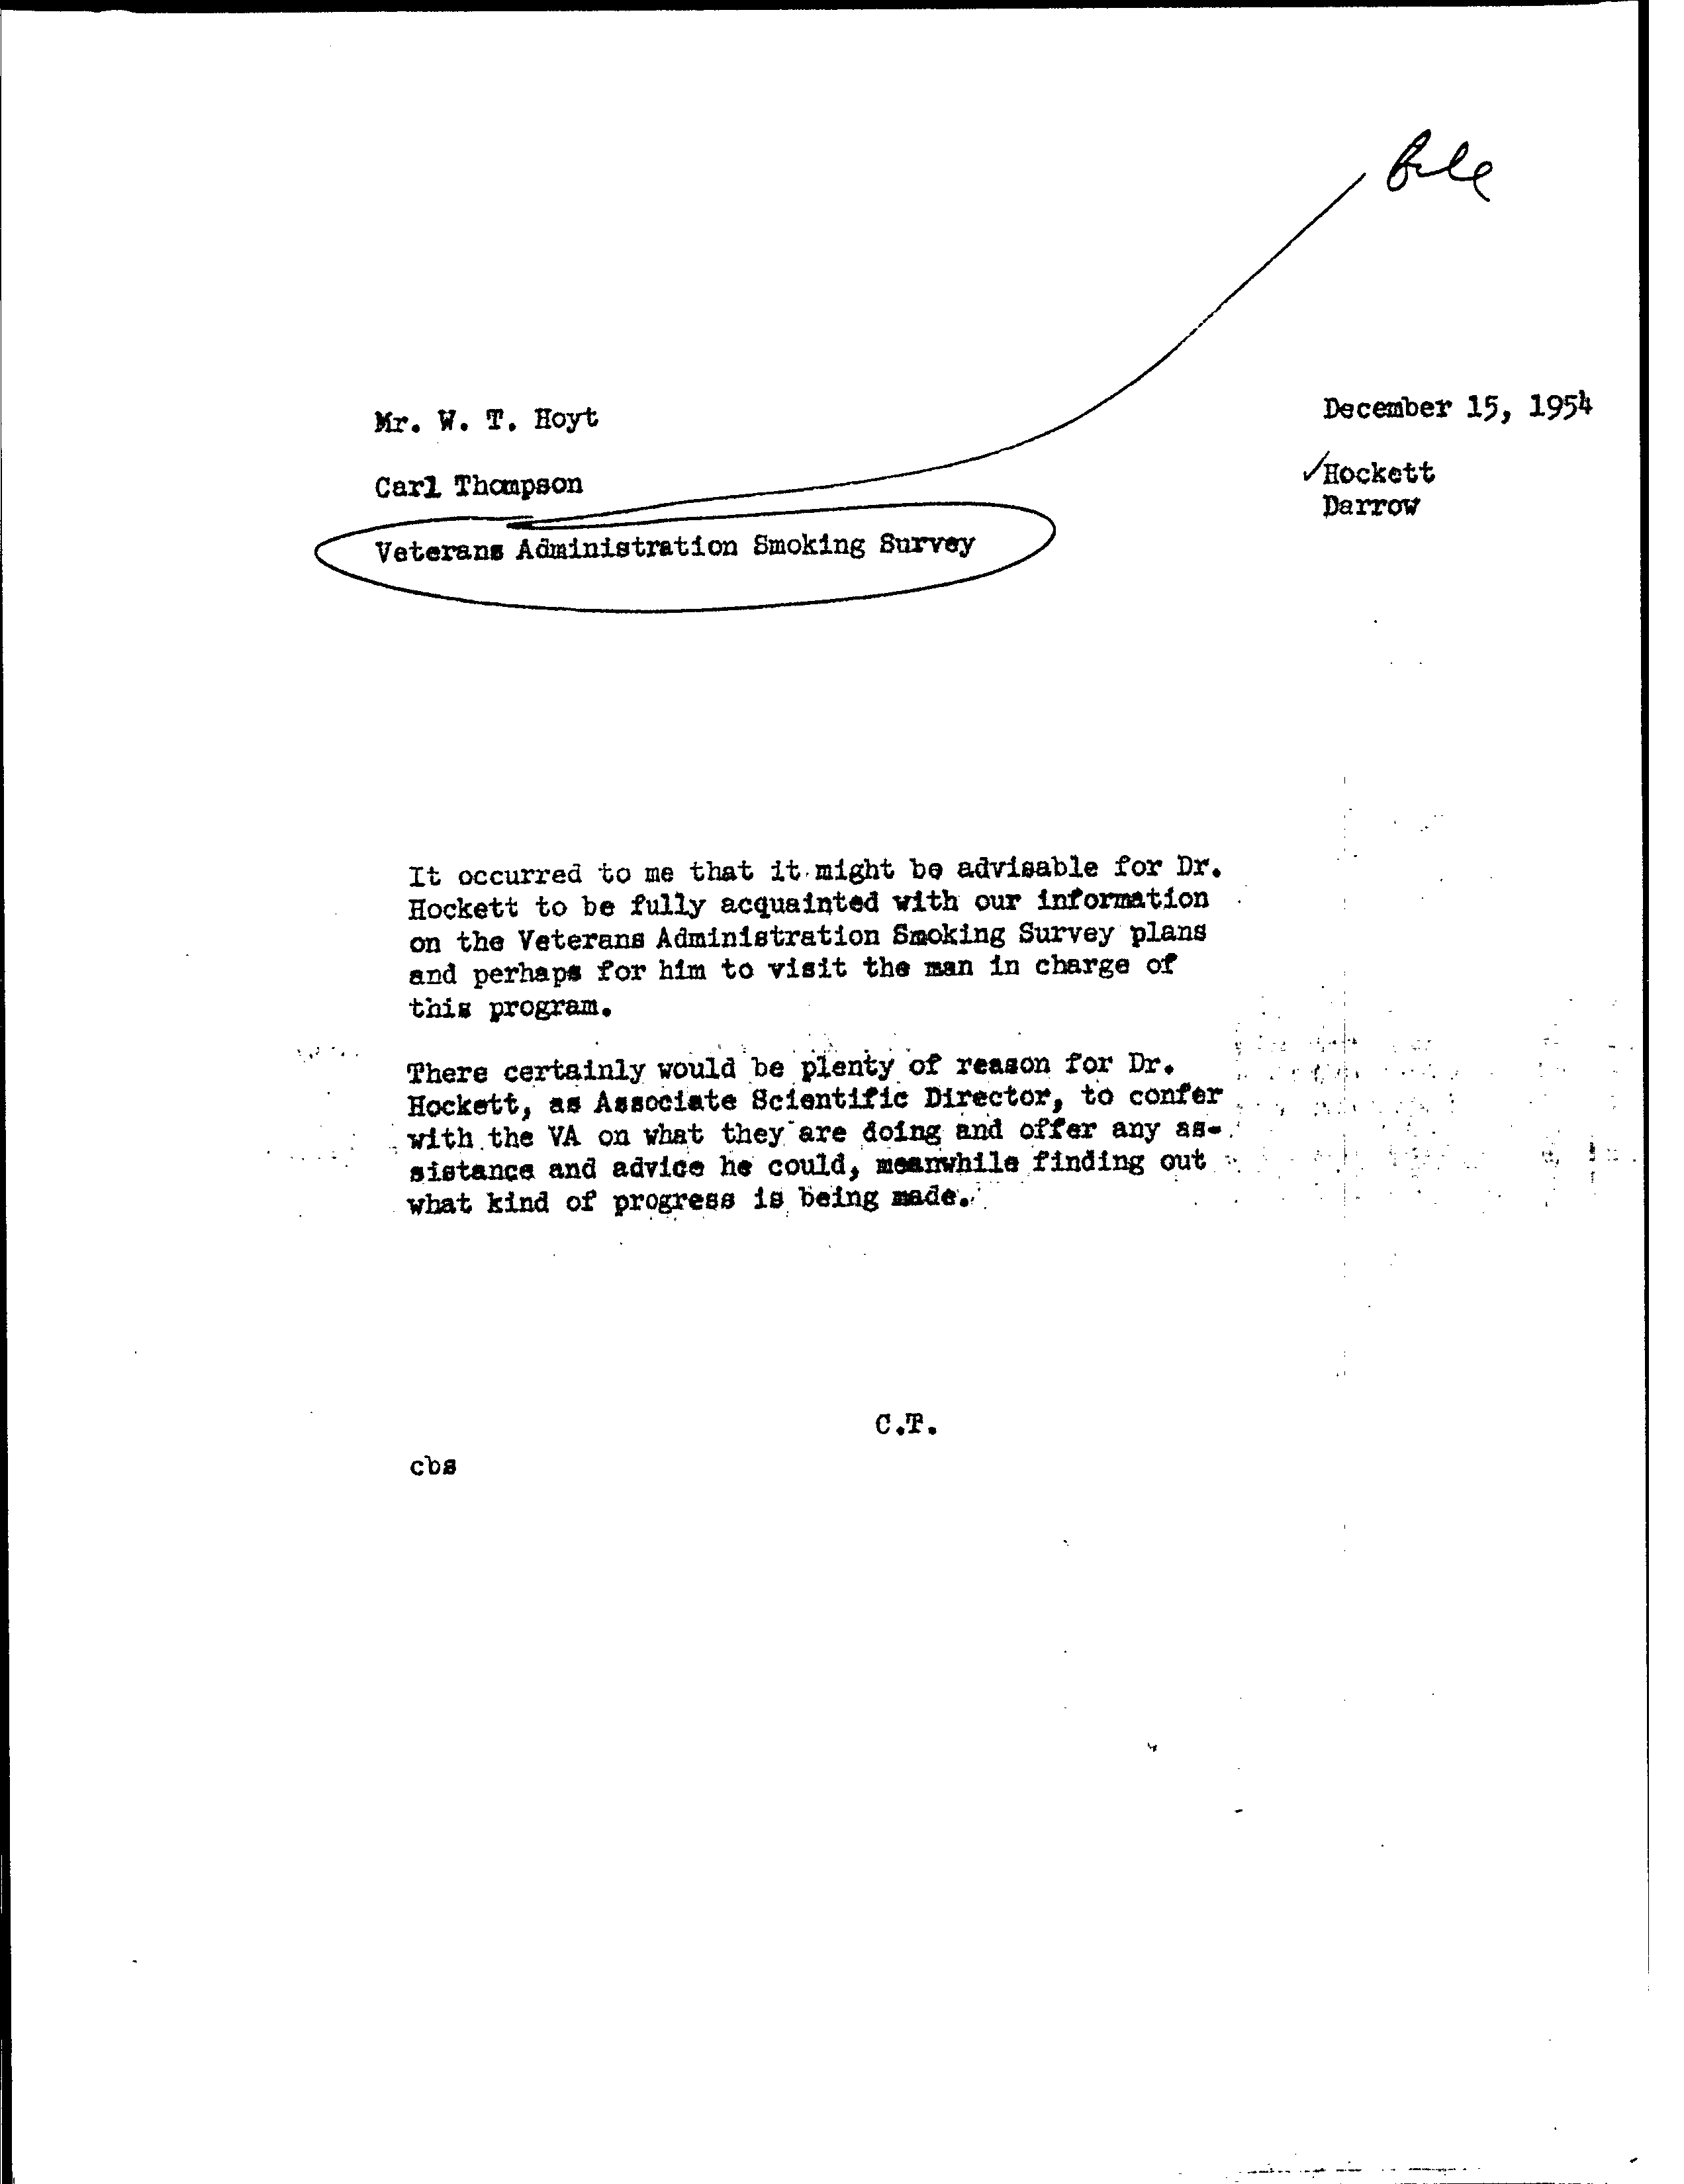 file
Mr. W. T. Hoyt
December 15, 1954
Carl Thompson
✓Hockett
Darrow
Veterans Administration Smoking Survey
It occurred to me that it might be advisable for Dr.
Hockett to be fully acquainted with our information
on the Veterans Administration Smoking Survey plans
and perhaps for him to visit the man in charge of
this program.
There certainly would be plenty of reason for Dr.
Hockett, as Associate Scientific Director, to confer
with the VA on what they are doing and offer any as-
sistance and advice he could, meanwhile finding out
what kind of progress is being made.
C.T.
cbs